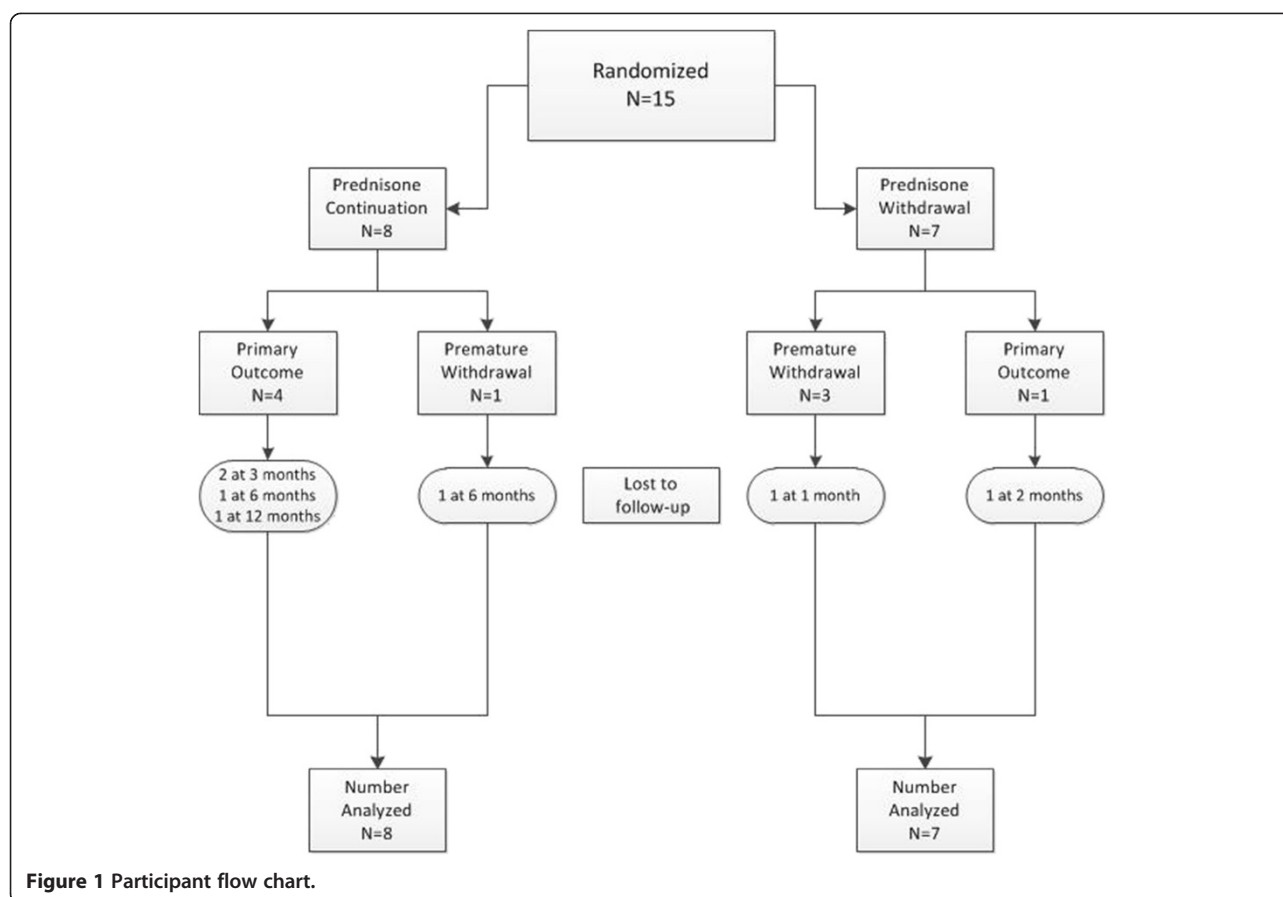 Randomized
N=15
Prednisone
Continuation
N=8
Prednisone
Withdrawal
N=7
Primary
Outcome
N=4
Premature
Withdrawal
N=1
Premature
Withdrawal
N=3
Primary
Outcome
N=1
2 at 3 months
1 at 6 months
1 at 12 months
1 at 6 months
Lost to
follow-up
1 at 1 month
1 at 2 months
Number
Analyzed
N=8
Number
Analyzed
N=7
Figure 1 Participant flow chart.